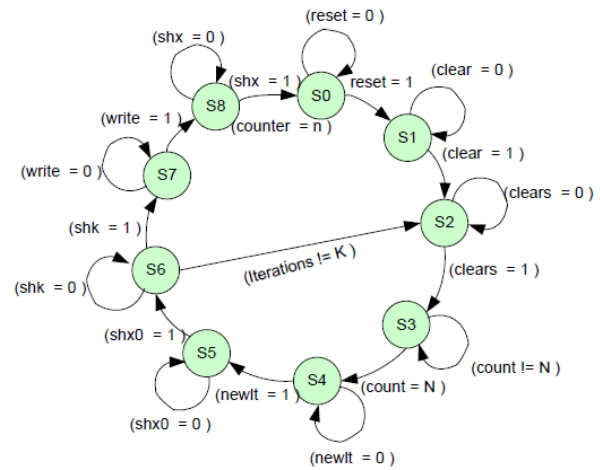 (reset = 0)
(shx = 0)
(shx = 1)
S0
reset = 1
(clear = 0)
S8
(counter = n)
(write = 1)
S1
(clear = 1)
(write = 0)
S7
(clears = 0)
S2
(shk = 1)
S6
(Iterations != K)
(clears = 1)
(shk = 0)
S3
(shx0 = 1)
S5
(count != N)
(newIt = 1)
S4
(count = N)
(shx0 = 0)
(newIt = 0)